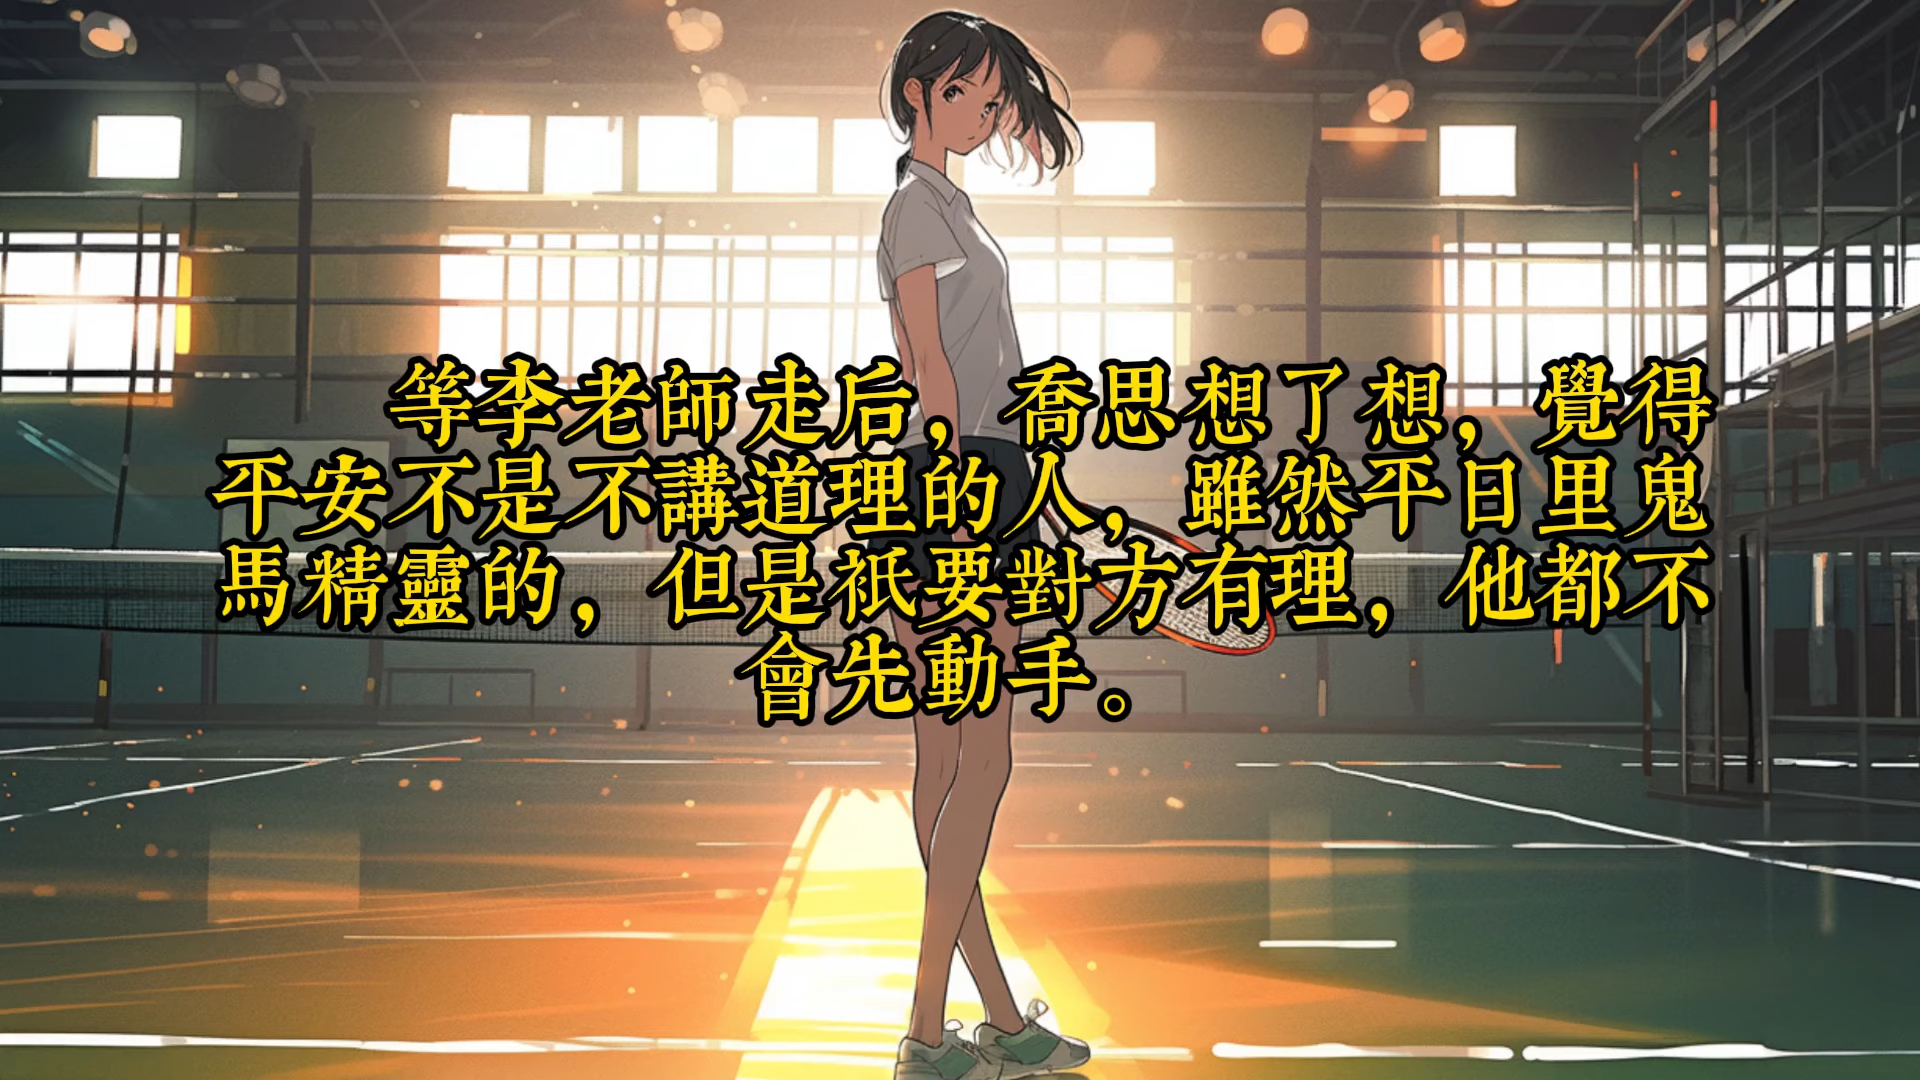 等李老師走后，喬思想了想，覺得
平安不是不講道理的人，雖然平日里鬼
馬精靈的，但是衹要對方有理，他都不
會先動手。